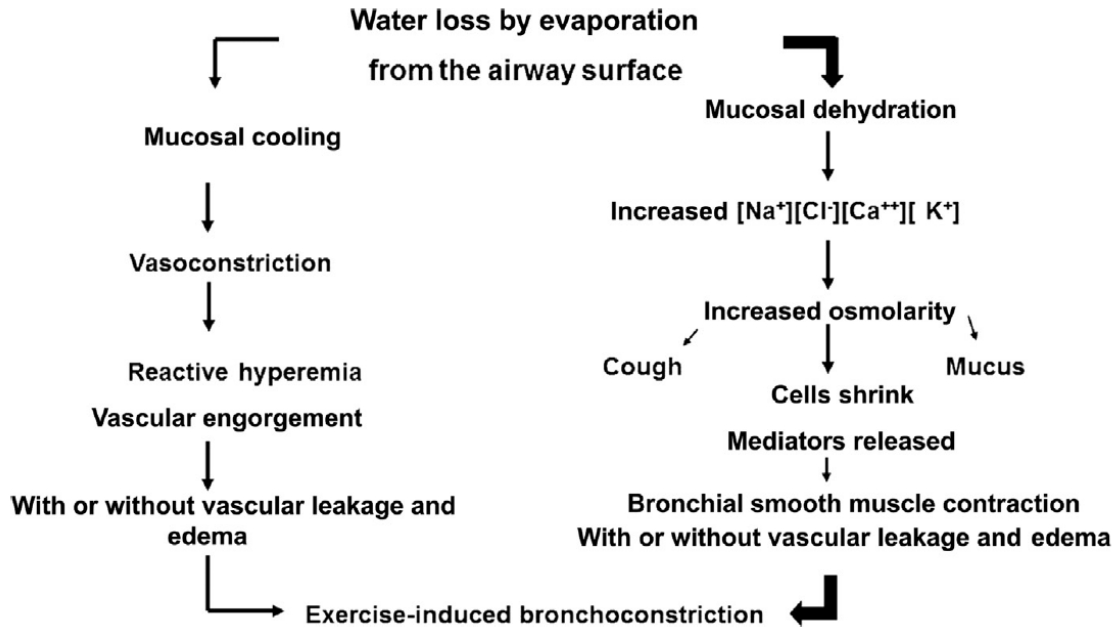 Water loss by evaporation
from the airway surface
Mucosal cooling
Vasoconstriction
Reactive hyperemia
Vascular engorgement
With or without vascular leakage and
edema
Mucosal dehydration
Increased [Na⁺][Cl⁻][Ca⁺⁺][ K⁺]
Increased osmolarity
Cough
Mucus
Cells shrink
Mediators released
Bronchial smooth muscle contraction
With or without vascular leakage and edema
Exercise-induced bronchoconstriction